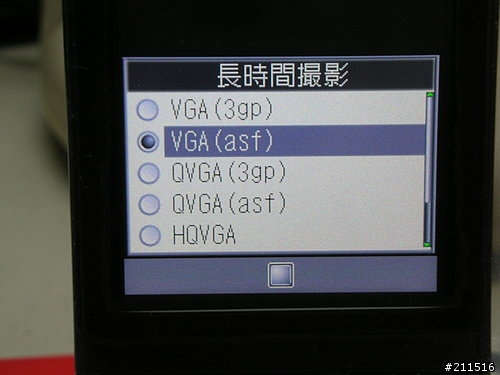 長時間撮影
VGA(3gp)
VGA(asf)
QVGA(3gp)
QVGA(asf)
HQVGA
#211516